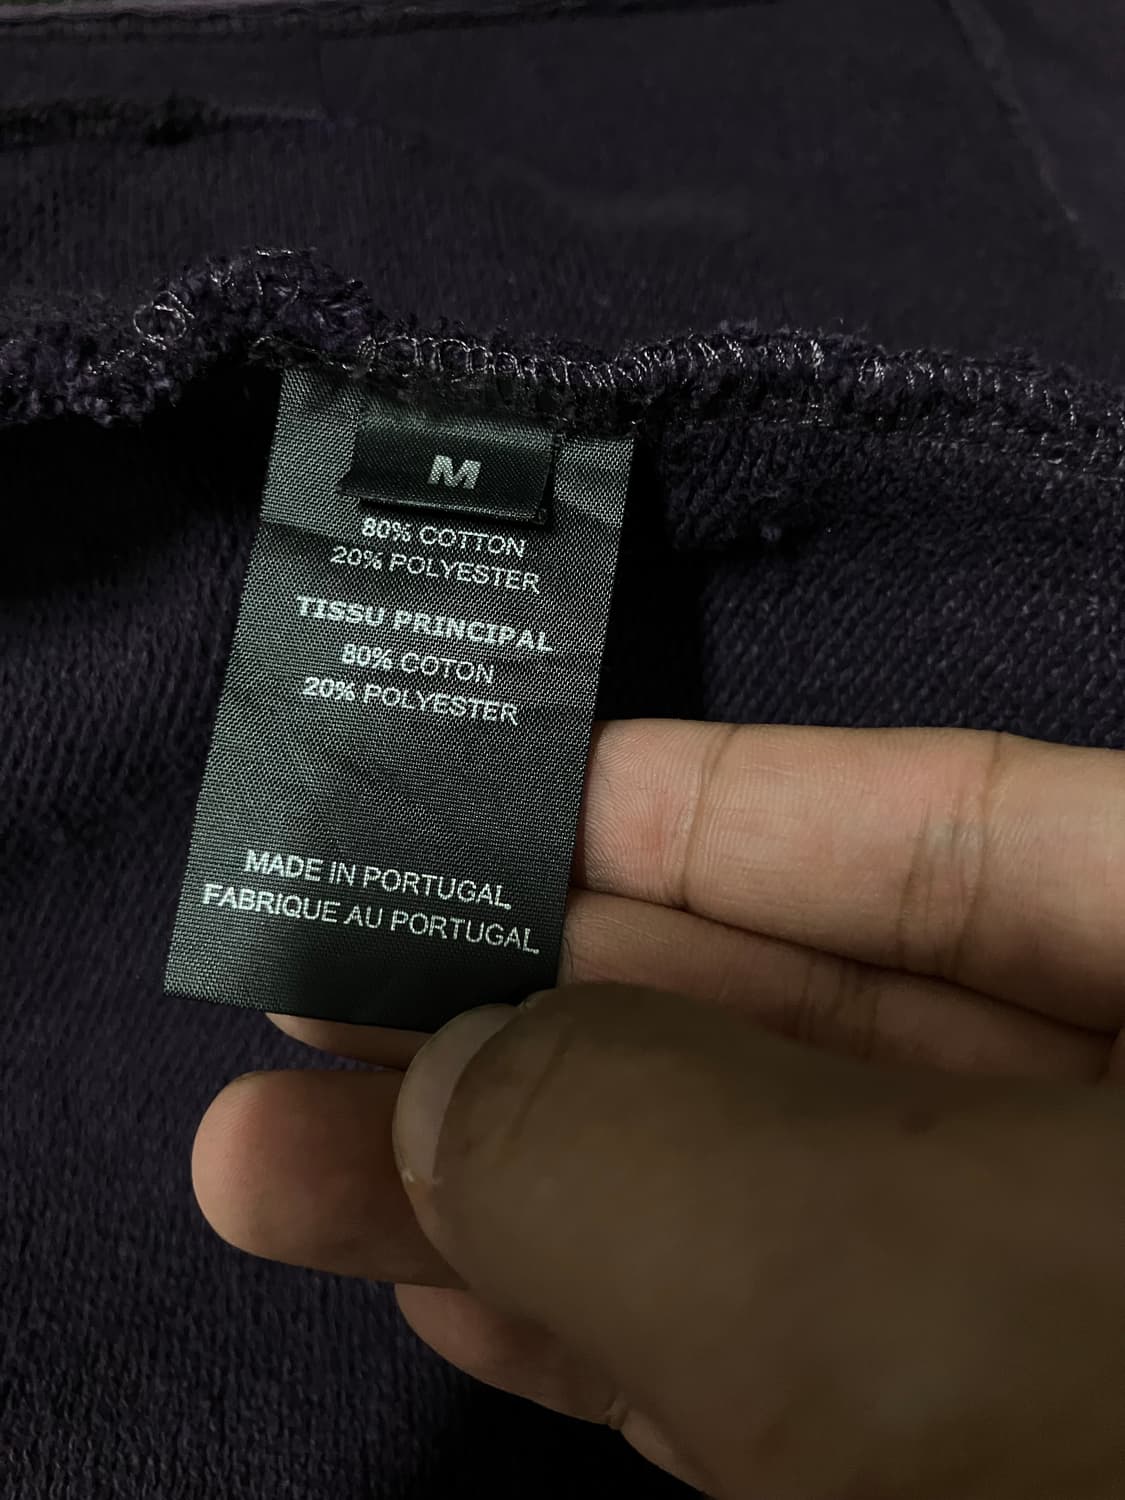 M
80% COTTON
20% POLYESTER
TISSU PRINCIPAL
80% COTON
20% POLYESTER
MADE IN PORTUGAL
FABRIQUE AU PORTUGAL